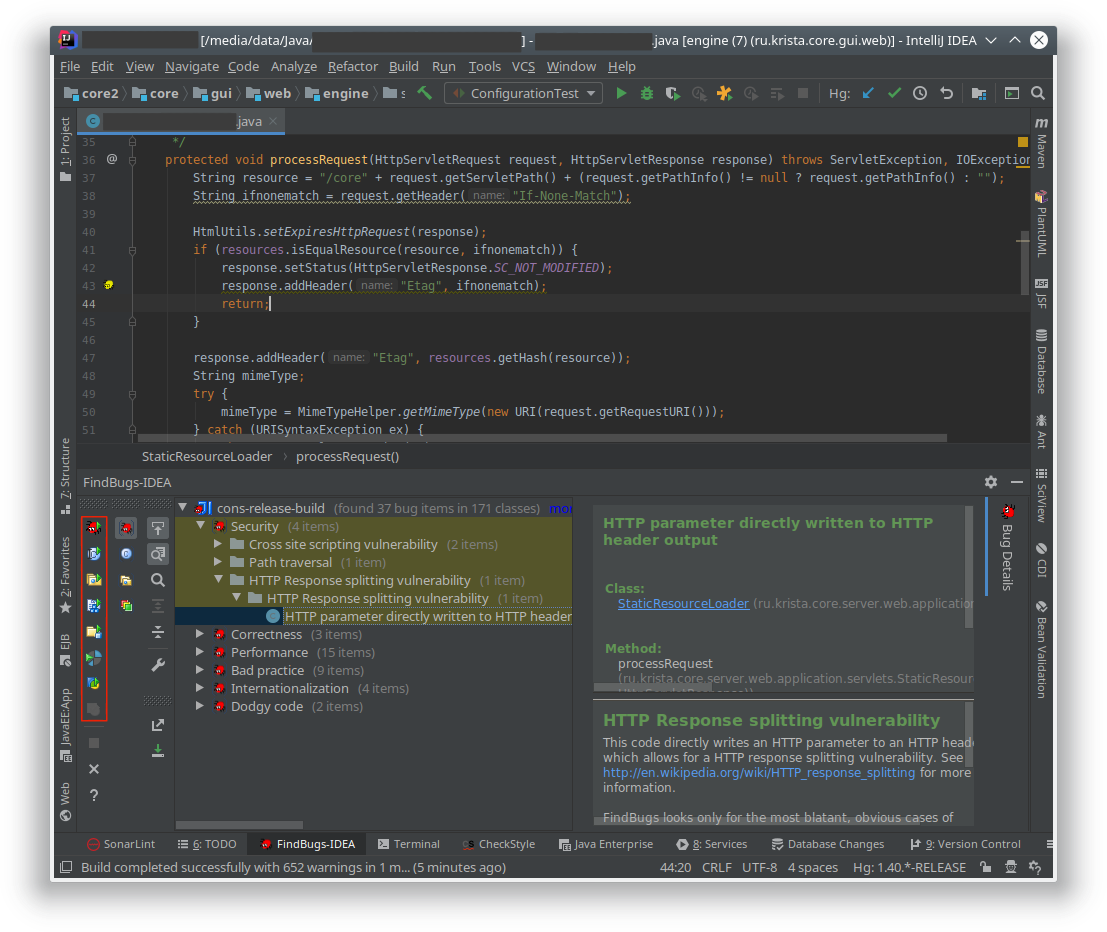 [/media/data/Java/ ] - .java [engine (7) (ru.krista.core.gui.web)] - IntelliJ IDEA
File Edit View Navigate Code Analyze Refactor Build Run Tools VCS Window Help
core2 core gui web engine s ConfigurationTest Hg:
.java
1: Project
7: Structure
2: Favorites
EJB
JavaEE:App
Web
35 */
36 @ protected void processRequest(HttpServletRequest request, HttpServletResponse response) throws ServletException, IOException
37 String resource = "/core" + request.getServletPath() + (request.getPathInfo() != null ? request.getPathInfo() : "");
38 String ifnonematch = request.getHeader( name: "If-None-Match");
39
40 HtmlUtils.setExpiresHttpRequest(response);
41 if (resources.isEqualResource(resource, ifnonematch)) {
42 response.setStatus(HttpServletResponse.SC_NOT_MODIFIED);
43 response.addHeader( name: "Etag", ifnonematch);
44 return;
45 }
46
47 response.addHeader( name: "Etag", resources.getHash(resource));
48 String mimeType;
49 try {
50 mimeType = MimeTypeHelper.getMimeType(new URI(request.getRequestURI()));
51 } catch (URISyntaxException ex) {
StaticResourceLoader processRequest()
Maven
PlantUML
JSF
Database
Ant
SciView
CDI
Bean Validation
FindBugs-IDEA
cons-release-build (found 37 bug items in 171 classes) mor
Security (4 items)
Cross site scripting vulnerability (2 items)
Path traversal (1 item)
HTTP Response splitting vulnerability (1 item)
HTTP Response splitting vulnerability (1 item)
HTTP parameter directly written to HTTP header
Correctness (3 items)
Performance (15 items)
Bad practice (9 items)
Internationalization (4 items)
Dodgy code (2 items)
HTTP parameter directly written to HTTP
header output
Class:
StaticResourceLoader (ru.krista.core.server.web.application
Method:
processRequest
(ru.krista.core.server.web.application.servlets.StaticResour
HTTP Response splitting vulnerability
This code directly writes an HTTP parameter to an HTTP heade
which allows for a HTTP response splitting vulnerability. See
http://en.wikipedia.org/wiki/HTTP_response_splitting for more
information.
FindBugs looks only for the most blatant, obvious cases of
Bug Details
SonarLint 6: TODO FindBugs-IDEA Terminal CheckStyle Java Enterprise 8: Services Database Changes 9: Version Control
Build completed successfully with 652 warnings in 1 m... (5 minutes ago) 44:20 CRLF UTF-8 4 spaces Hg: 1.40.*-RELEASE